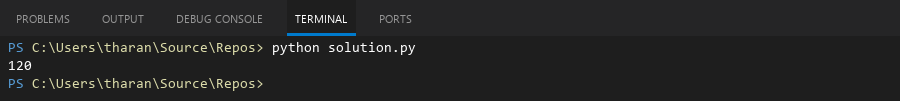 PROBLEMS OUTPUT DEBUG CONSOLE TERMINAL PORTS
PS C:\Users\tharan\Source\Repos> python solution.py
120
PS C:\Users\tharan\Source\Repos>